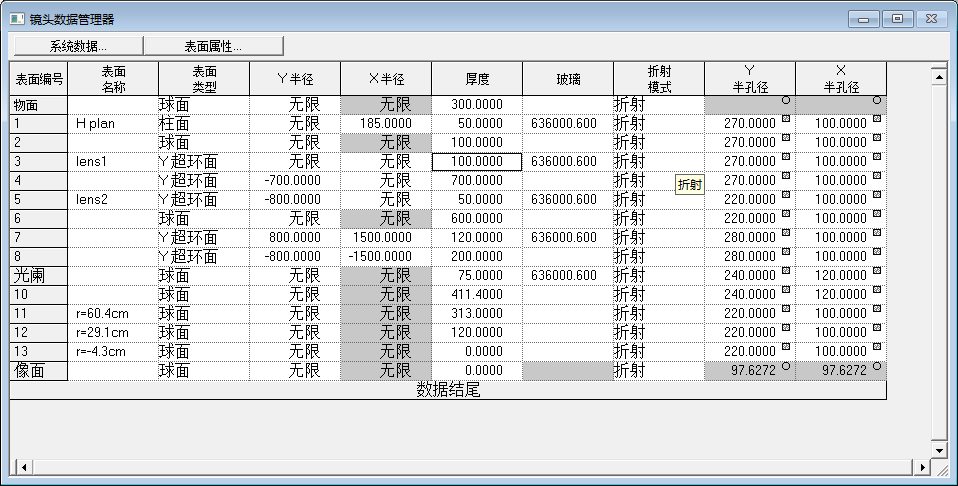 镜头数据管理器
系统数据... 表面属性...
表面编号 表面名称 表面类型 Y半径 X半径 厚度 玻璃 折射模式 Y半孔径 X半孔径
物面 球面 无限 无限 300.0000 折射
1 H plan 柱面 无限 185.0000 50.0000 636000.600 折射 270.0000 100.0000
2 球面 无限 无限 100.0000 折射 270.0000 100.0000
3 lens1 Y超环面 无限 无限 100.0000 636000.600 折射 270.0000 100.0000
4 Y超环面 -700.0000 无限 700.0000 折射 270.0000 100.0000
折射
5 lens2 Y超环面 -800.0000 无限 50.0000 636000.600 折射 220.0000 100.0000
6 球面 无限 无限 600.0000 折射 220.0000 100.0000
7 Y超环面 800.0000 1500.0000 120.0000 636000.600 折射 280.0000 100.0000
8 Y超环面 -800.0000 -1500.0000 200.0000 折射 280.0000 100.0000
光阑 球面 无限 无限 75.0000 636000.600 折射 240.0000 120.0000
10 球面 无限 无限 411.4000 折射 240.0000 120.0000
11 r=60.4cm 球面 无限 无限 313.0000 折射 220.0000 100.0000
12 r=29.1cm 球面 无限 无限 120.0000 折射 220.0000 100.0000
13 r=-4.3cm 球面 无限 无限 0.0000 折射 220.0000 100.0000
像面 球面 无限 无限 0.0000 折射 97.6272 97.6272
数据结尾